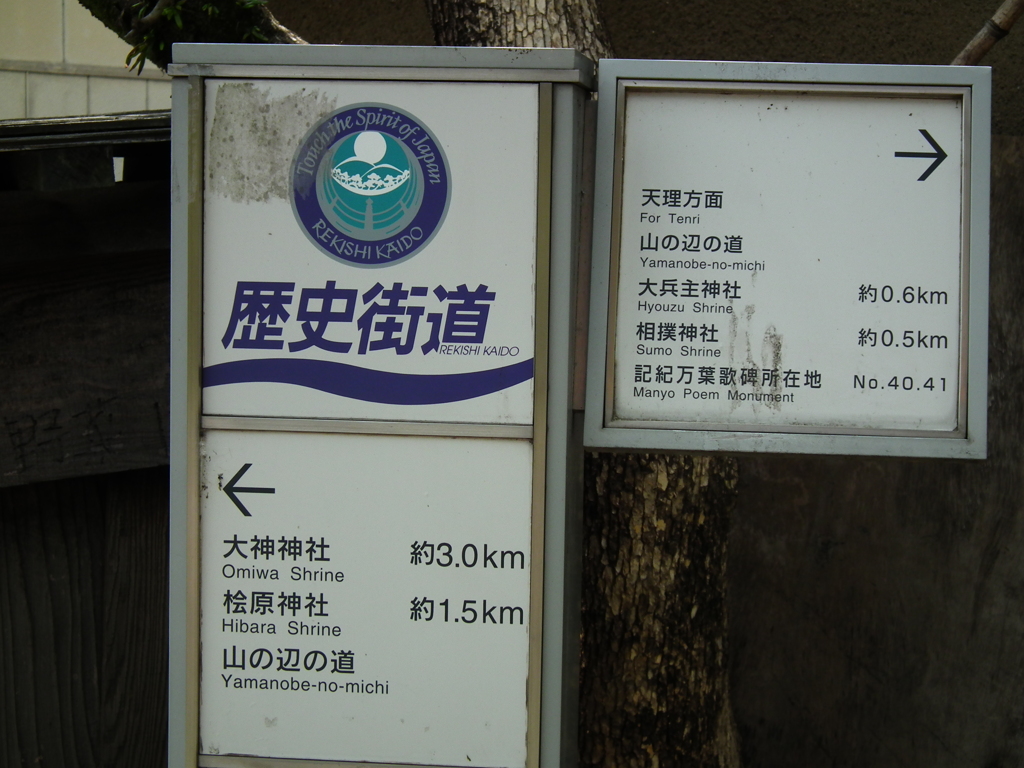 Touch the Spirit of Japan
REKISHI KAIDO
歴史街道
REKISHI KAIDO
←
大神神社 約3.0km
Omiwa Shrine
桧原神社 約1.5km
Hibara Shrine
山の辺の道
Yamanobe-no-michi
→
天理方面
For Tenri
山の辺の道
Yamanobe-no-michi
大兵主神社 約0.6km
Hyouzu Shrine
相撲神社 約0.5km
Sumo Shrine
記紀万葉歌碑所在地 No.40.41
Manyo Poem Monument